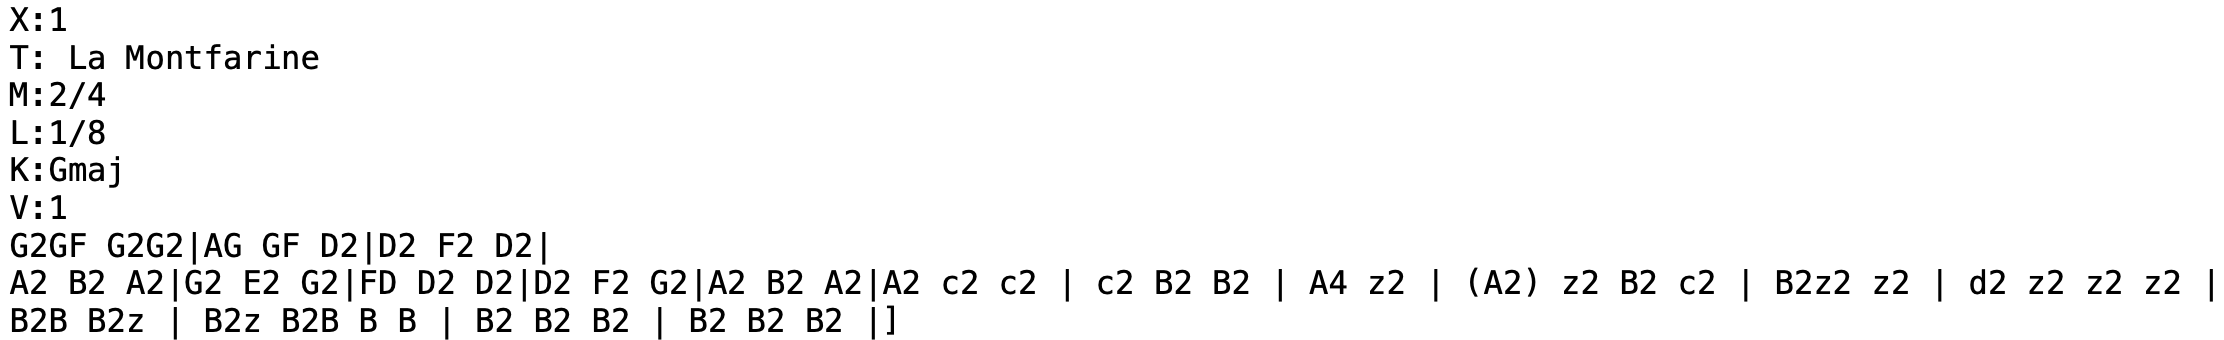 X:1
T: La Montfarine
M:2/4
L:1/8
K:Gmaj
V:1
G2GF G2G2|AG GF D2|D2 F2 D2|
A2 B2 A2|G2 E2 G2|FD D2 D2|D2 F2 G2|A2 B2 A2|A2 c2 c2 | c2 B2 B2 | A4 z2 | (A2) z2 B2 c2 | B2z2 z2 | d2 z2 z2 z2 |
B2B B2z | B2z B2B B B | B2 B2 B2 | B2 B2 B2 |]